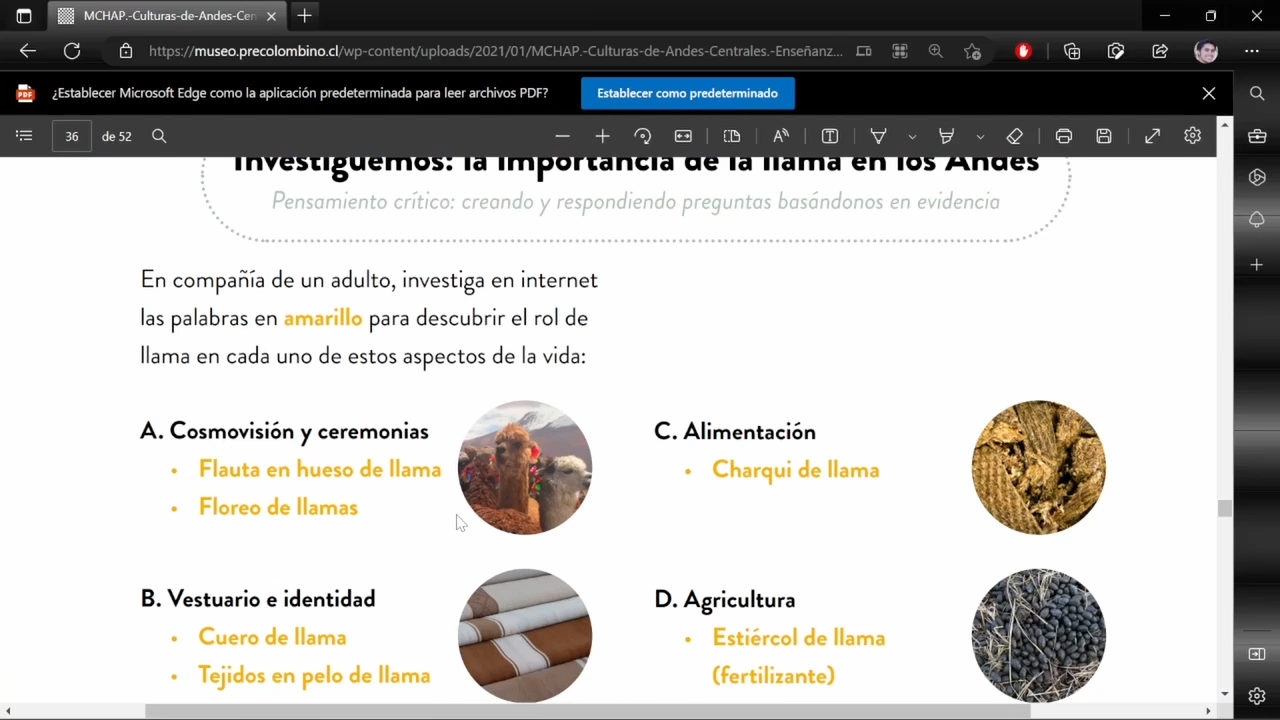 MCHAP.-Culturas-de-Andes-Cen
https://museo.precolombino.cl/wp-content/uploads/2021/01/MCHAP.-Culturas-de-Andes-Centrales.-Enseñanz...
PDF
¿Establecer Microsoft Edge como la aplicación predeterminada para leer archivos PDF?
Establecer como predeterminado
36 de 52
Investiguemos: la importancia de la llama en los Andes
Pensamiento crítico: creando y respondiendo preguntas basándonos en evidencia
En compañía de un adulto, investiga en internet
las palabras en amarillo para descubrir el rol de
llama en cada uno de estos aspectos de la vida:
A. Cosmovisión y ceremonias
• Flauta en hueso de llama
• Floreo de llamas
B. Vestuario e identidad
• Cuero de llama
• Tejidos en pelo de llama
C. Alimentación
• Charqui de llama
D. Agricultura
• Estiércol de llama
(fertilizante)